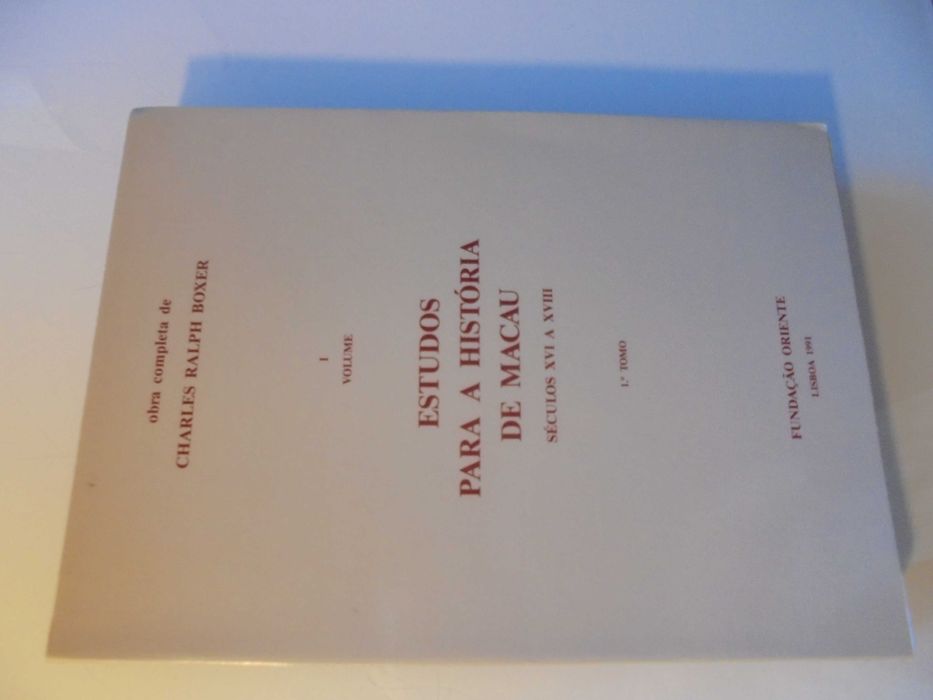 obra completa de
CHARLES RALPH BOXER
I
VOLUME
ESTUDOS
PARA A HISTÓRIA
DE MACAU
SÉCULOS XVI A XVIII
1.º TOMO
FUNDAÇÃO ORIENTE
LISBOA 1991